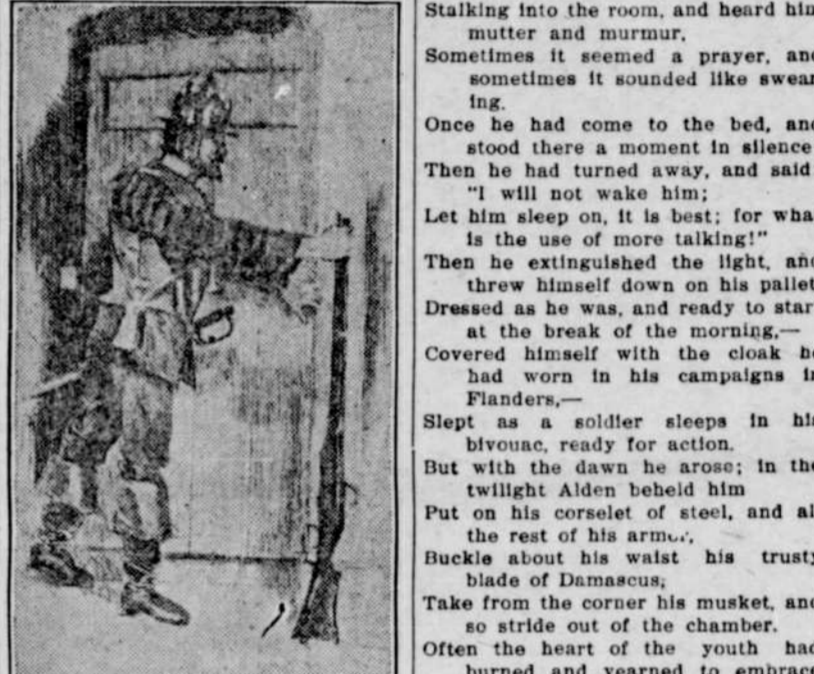 Stalking into the room, and heard him
mutter and murmur,
Sometimes it seemed a prayer, and
sometimes it sounded like swear
ing.
Once he had come to the bed, and
stood there a moment in silence
Then he had turned away, and said
"I will not wake him;
Let him sleep on, it is best; for wha
is the use of more talking!"
Then he extinguished the light, and
threw himself down on his pallet
Dressed as he was, and ready to star
at the break of the morning,—
Covered himself with the cloak he
had worn in his campaigns in
Flanders,—
Slept as a soldier sleeps in his
bivouac, ready for action.
But with the dawn he arose; in the
twilight Alden beheld him
Put on his corselet of steel, and al
the rest of his armor,
Buckle about his waist his trusty
blade of Damascus,
Take from the corner his musket, and
so stride out of the chamber.
Often the heart of the youth had
burned and yearned to embrace